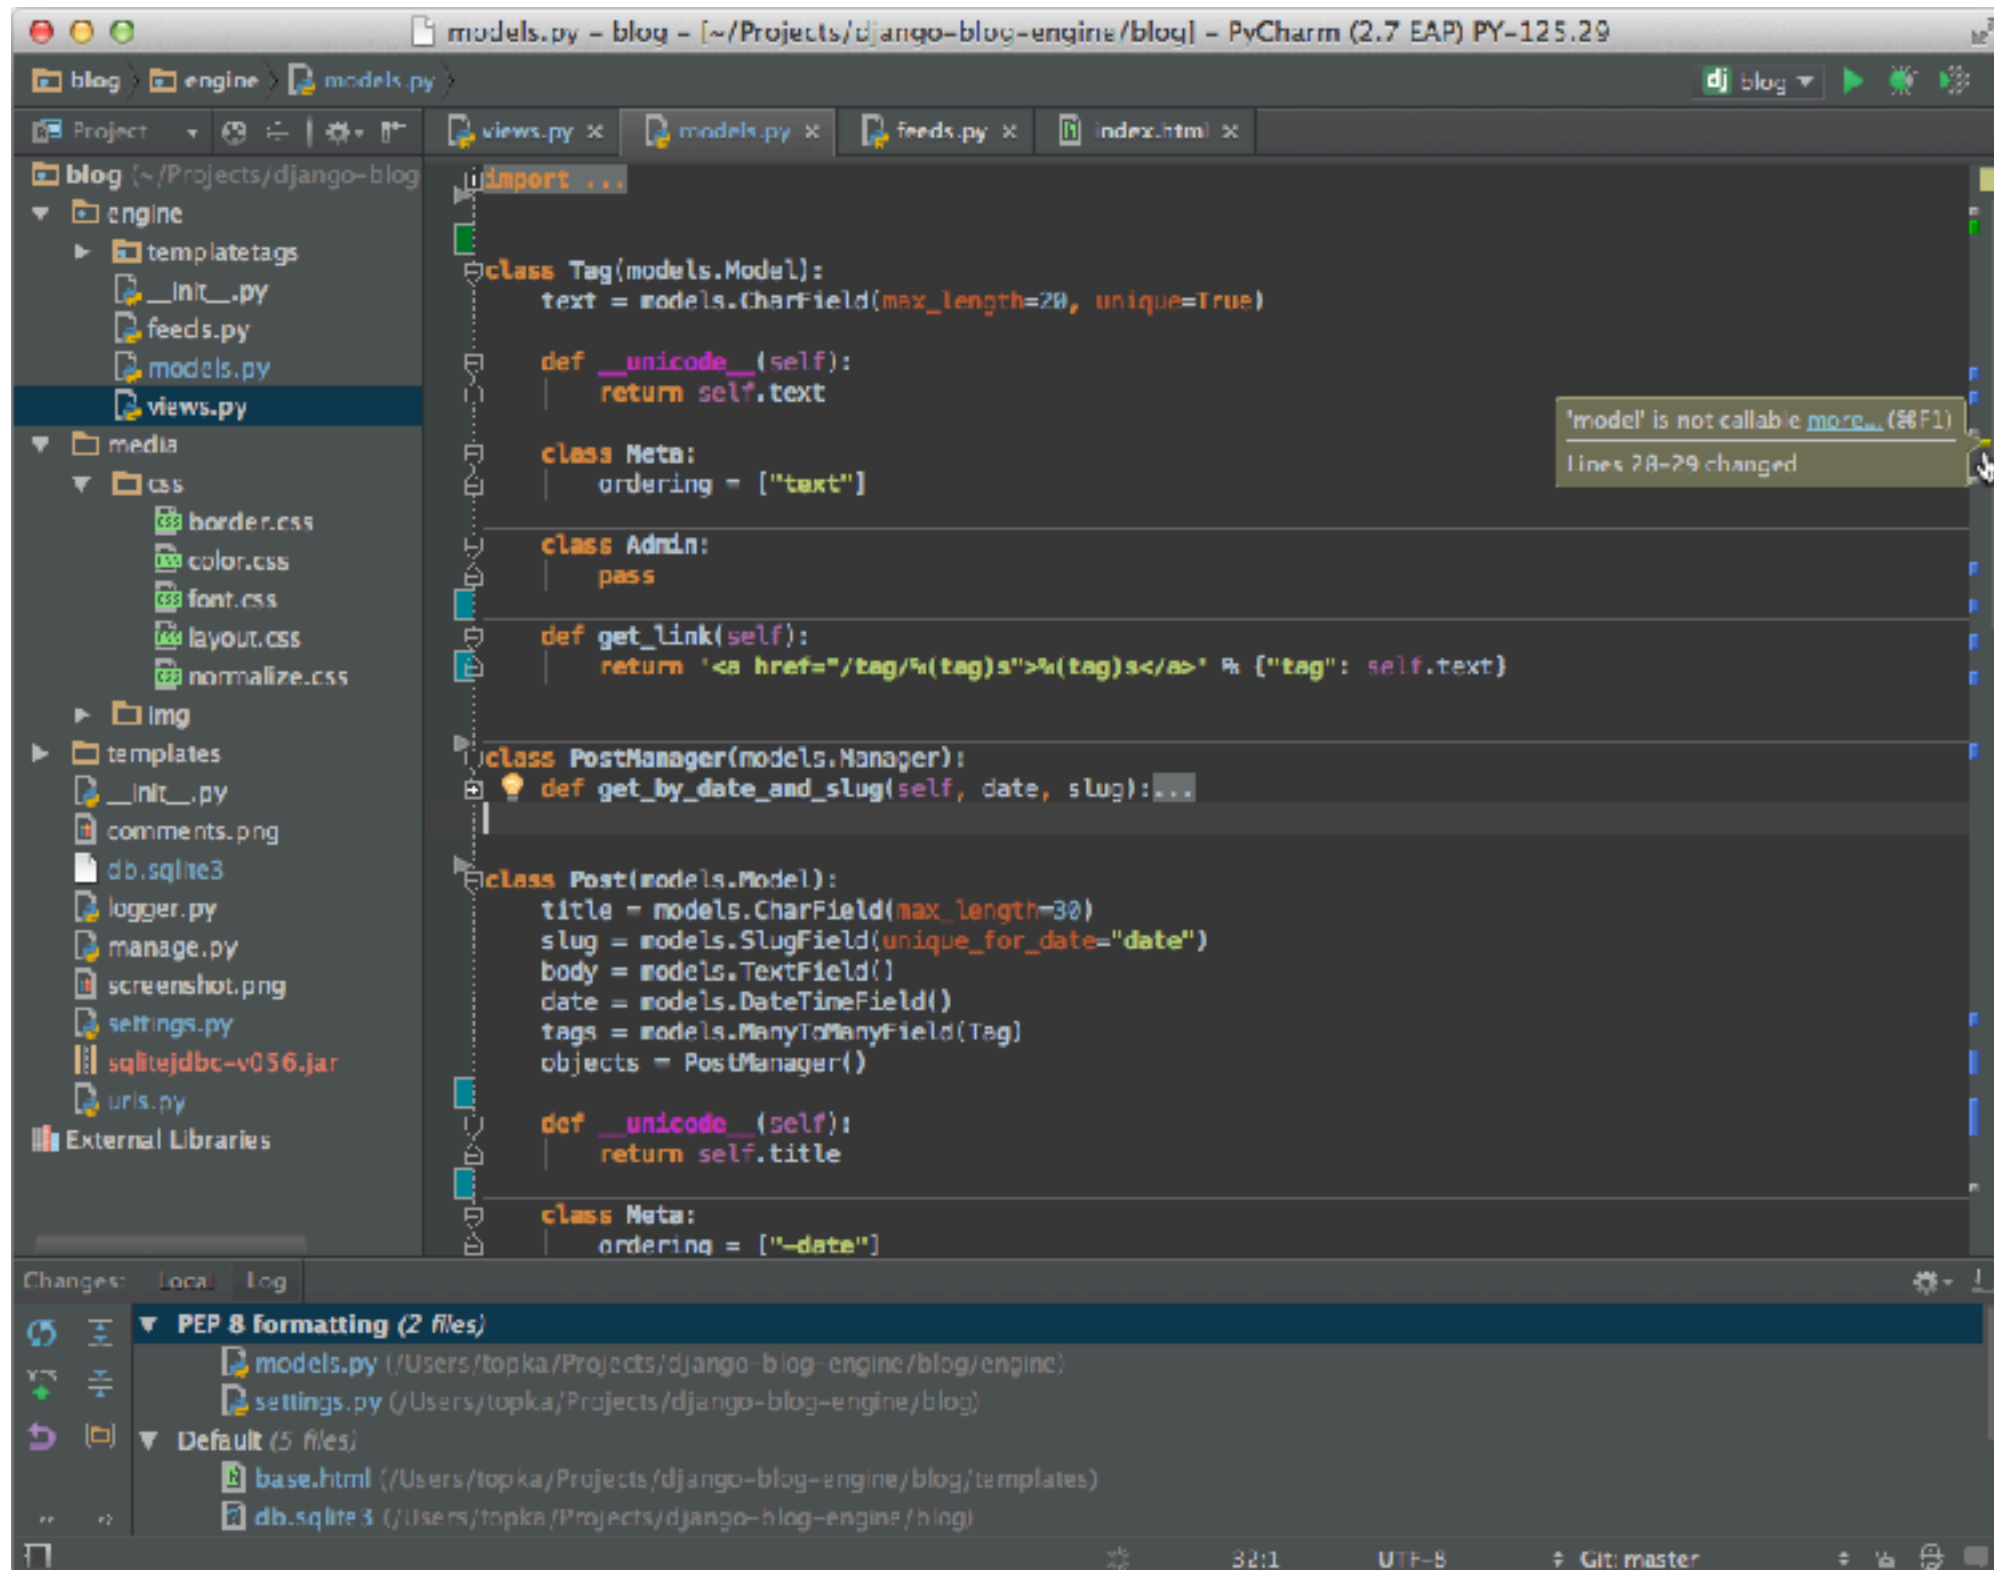 models.py – blog – [~/Projects/django-blog-engine/blog] – PyCharm (2.7 EAP) PY-125.29
blog engine models.py
dj blog
Project
views.py models.py feeds.py index.html
blog (~/Projects/django-blog
engine
templatetags
__init__.py
feeds.py
models.py
views.py
media
css
border.css
color.css
font.css
layout.css
normalize.css
img
templates
__init__.py
comments.png
db.sqlite3
logger.py
manage.py
screenshot.png
settings.py
sqlitejdbc-v056.jar
urls.py
External Libraries
import ...
class Tag(models.Model):
text = models.CharField(max_length=20, unique=True)
def __unicode__(self):
return self.text
class Meta:
ordering = ["text"]
class Admin:
pass
def get_link(self):
return '<a href="/tag/%(tag)s">%(tag)s</a>' % {"tag": self.text}
class PostManager(models.Manager):
def get_by_date_and_slug(self, date, slug):...
class Post(models.Model):
title = models.CharField(max_length=30)
slug = models.SlugField(unique_for_date="date")
body = models.TextField()
date = models.DateTimeField()
tags = models.ManyToManyField(Tag)
objects = PostManager()
def __unicode__(self):
return self.title
class Meta:
ordering = ["-date"]
'model' is not callable more... (⌘F1)
Lines 28-29 changed
Changes: Local Log
PEP 8 formatting (2 files)
models.py (/Users/topka/Projects/django-blog-engine/blog/engine)
settings.py (/Users/topka/Projects/django-blog-engine/blog)
Default (5 files)
base.html (/Users/topka/Projects/django-blog-engine/blog/templates)
db.sqlite3 (/Users/topka/Projects/django-blog-engine/blog)
32:1 UTF-8 Git: master